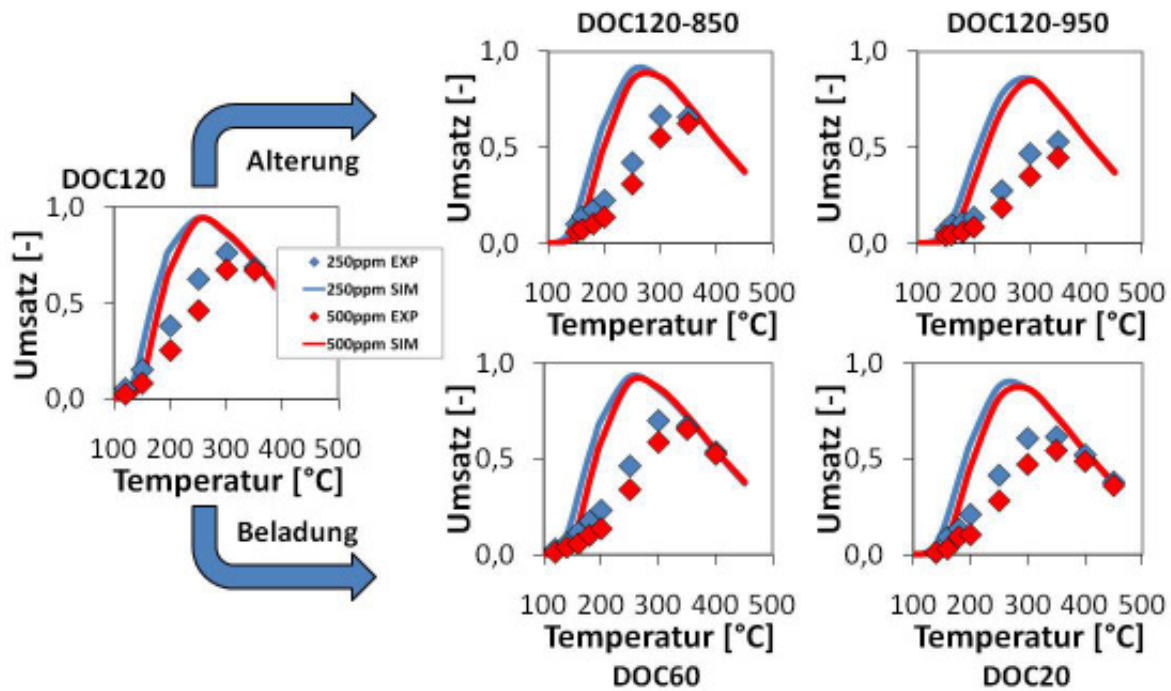 DOC120-850
DOC120-950
Alterung
DOC120
Umsatz [-]
1,0
0,5
0,0
100 200 300 400 500
Temperatur [°C]
250ppm EXP
250ppm SIM
500ppm EXP
500ppm SIM
Umsatz [-]
1,0
0,5
0,0
100 200 300 400 500
Temperatur [°C]
Umsatz [-]
1,0
0,5
0,0
100 200 300 400 500
Temperatur [°C]
Beladung
Umsatz [-]
1,0
0,5
0,0
100 200 300 400 500
Temperatur [°C]
DOC60
Umsatz [-]
1,0
0,5
0,0
100 200 300 400 500
Temperatur [°C]
DOC20